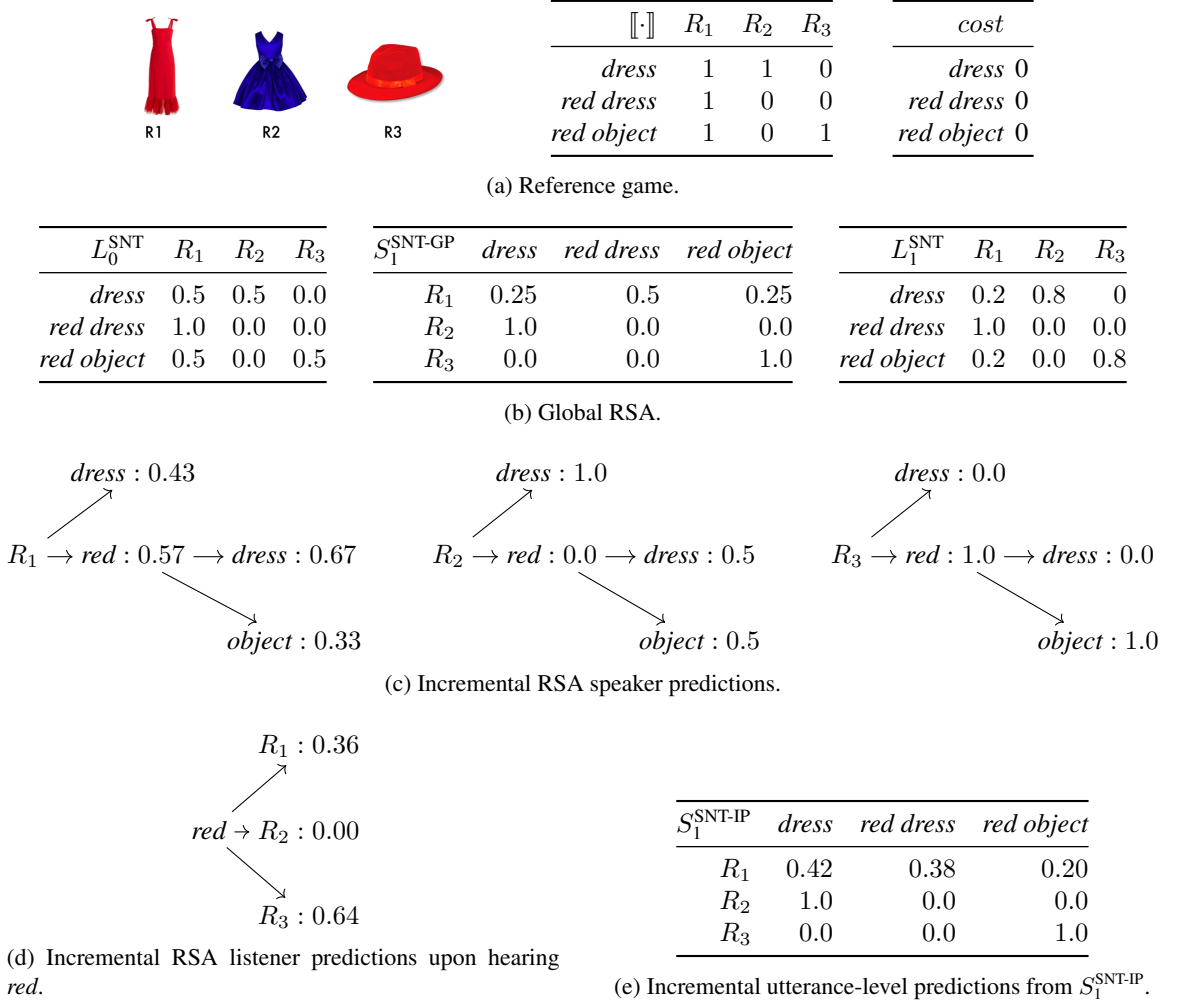 R1 R2 R3
⟦·⟧ R₁ R₂ R₃
dress 1 1 0
red dress 1 0 0
red object 1 0 1
cost
dress 0
red dress 0
red object 0
(a) Reference game.
L₀^SNT R₁ R₂ R₃
dress 0.5 0.5 0.0
red dress 1.0 0.0 0.0
red object 0.5 0.0 0.5
S₁^SNT-GP dress red dress red object
R₁ 0.25 0.5 0.25
R₂ 1.0 0.0 0.0
R₃ 0.0 0.0 1.0
L₁^SNT R₁ R₂ R₃
dress 0.2 0.8 0
red dress 1.0 0.0 0.0
red object 0.2 0.0 0.8
(b) Global RSA.
dress : 0.43
R₁ → red : 0.57 → dress : 0.67
object : 0.33
dress : 1.0
R₂ → red : 0.0 → dress : 0.5
object : 0.5
dress : 0.0
R₃ → red : 1.0 → dress : 0.0
object : 1.0
(c) Incremental RSA speaker predictions.
R₁ : 0.36
red → R₂ : 0.00
R₃ : 0.64
(d) Incremental RSA listener predictions upon hearing
red.
S₁^SNT-IP dress red dress red object
R₁ 0.42 0.38 0.20
R₂ 1.0 0.0 0.0
R₃ 0.0 0.0 1.0
(e) Incremental utterance-level predictions from S₁^SNT-IP.